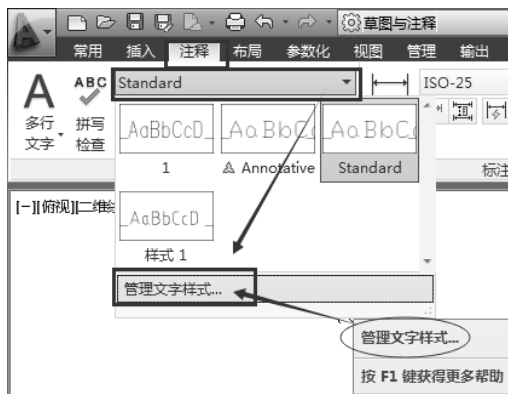 草图与注释
常用 插入 注释 布局 参数化 视图 管理 输出
A ABC Standard ISO-25
多行 拼写
文字 检查
AaBbCcD AaBbC AaBbC
1 Annotative Standard
标注
[-][俯视][二维
AaBbCcD
样式 1
管理文字样式...
管理文字样式...
按 F1 键获得更多帮助